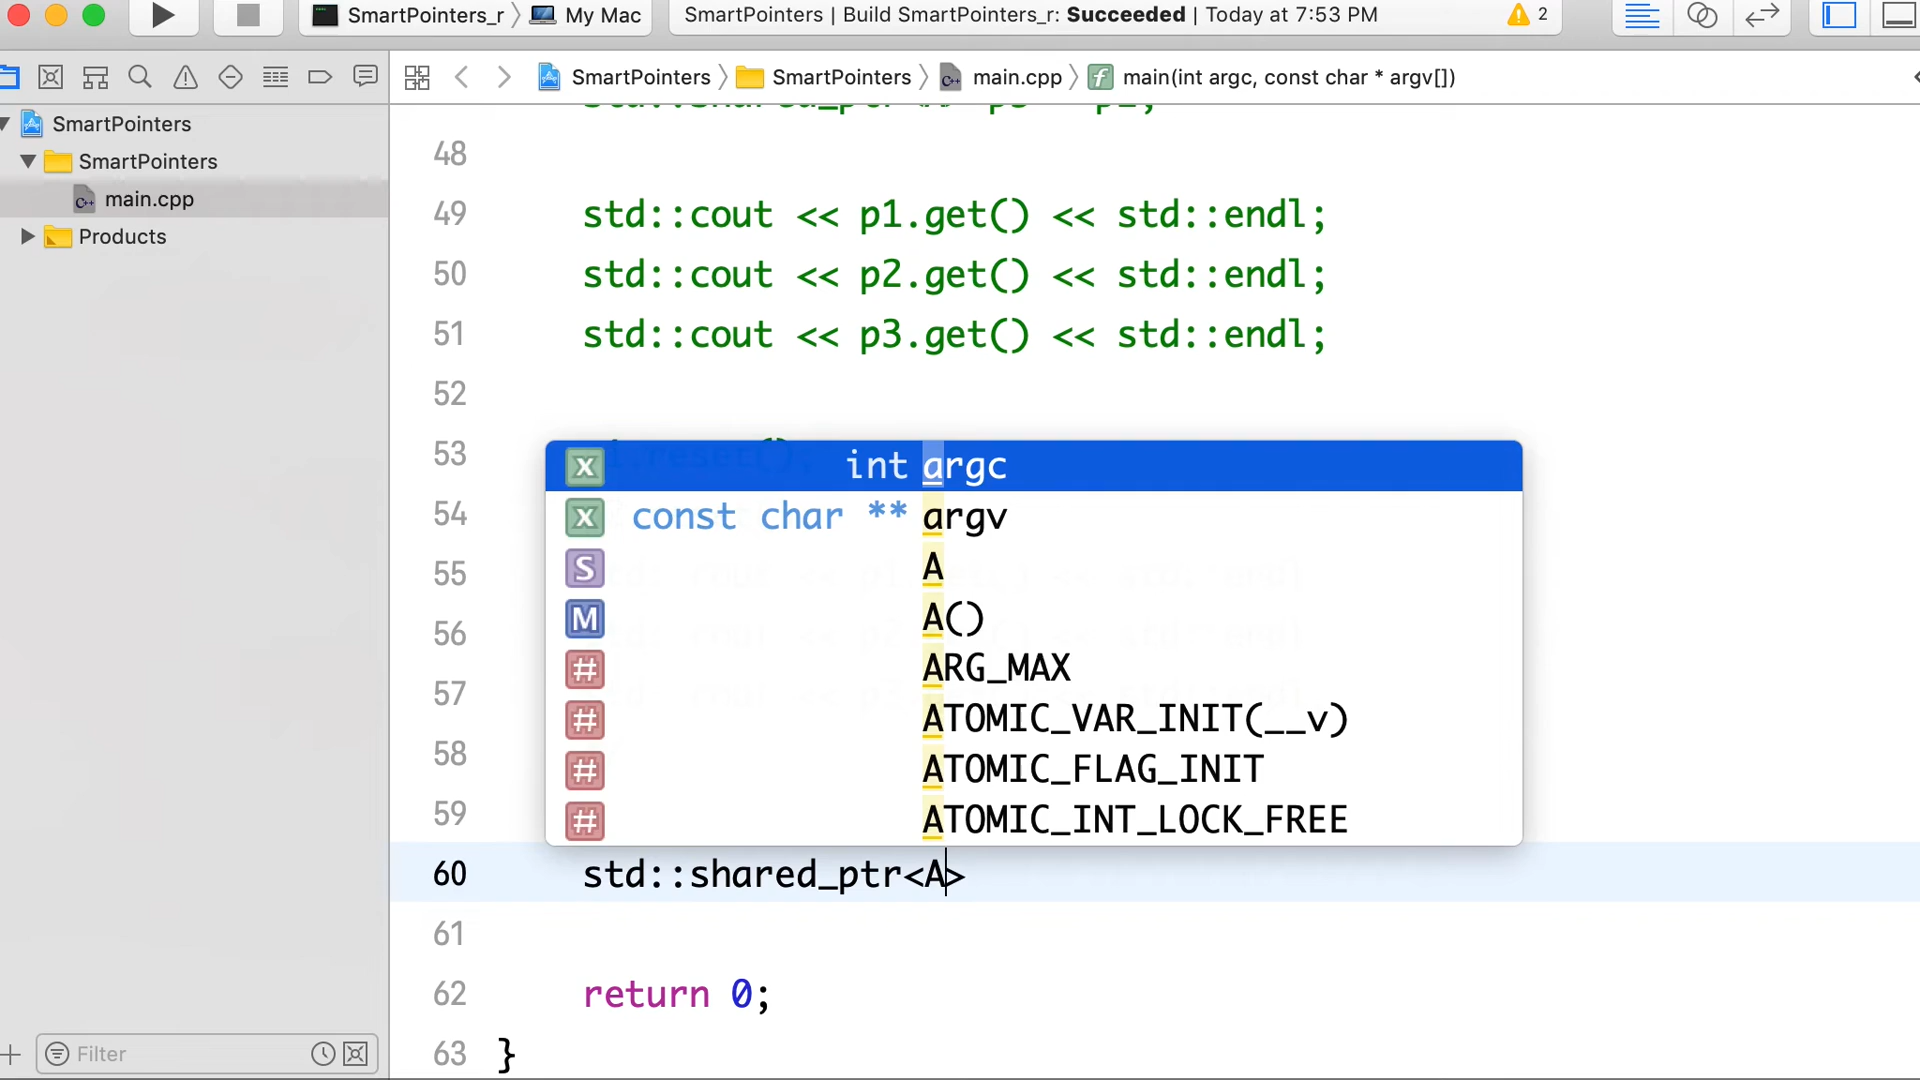 SmartPointers_r 〉 My Mac
SmartPointers | Build SmartPointers_r: Succeeded | Today at 7:53 PM
2
SmartPointers 〉 SmartPointers 〉 main.cpp 〉 main(int argc, const char * argv[])
SmartPointers
SmartPointers
main.cpp
Products
48
49 std::cout << p1.get() << std::endl;
50 std::cout << p2.get() << std::endl;
51 std::cout << p3.get() << std::endl;
52
53
int argc
54
const char ** argv
55
A
56
A()
57
ARG_MAX
ATOMIC_VAR_INIT(__v)
58
ATOMIC_FLAG_INIT
59
ATOMIC_INT_LOCK_FREE
60 std::shared_ptr<A>
61
62 return 0;
63 }
Filter